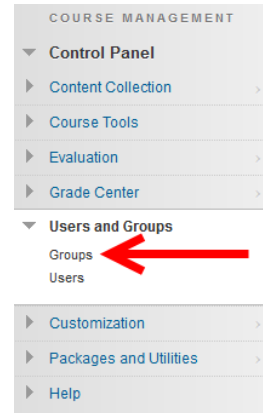 COURSE MANAGEMENT
Control Panel
Content Collection
Course Tools
Evaluation
Grade Center
Users and Groups
Groups
Users
Customization
Packages and Utilities
Help